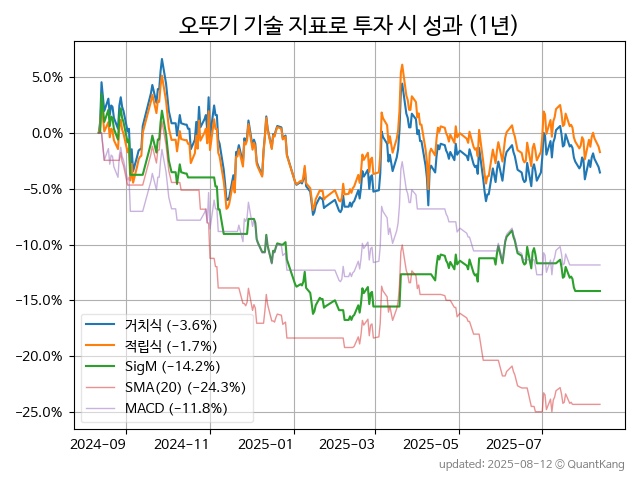 오뚜기 기술 지표로 투자 시 성과 (1년)
5.0%
0.0%
−5.0%
−10.0%
−15.0%
−20.0%
−25.0%
거치식 (−3.6%)
적립식 (−1.7%)
SigM (−14.2%)
SMA(20) (−24.3%)
MACD (−11.8%)
2024-09 2024-11 2025-01 2025-03 2025-05 2025-07
updated: 2025-08-12 © QuantKang